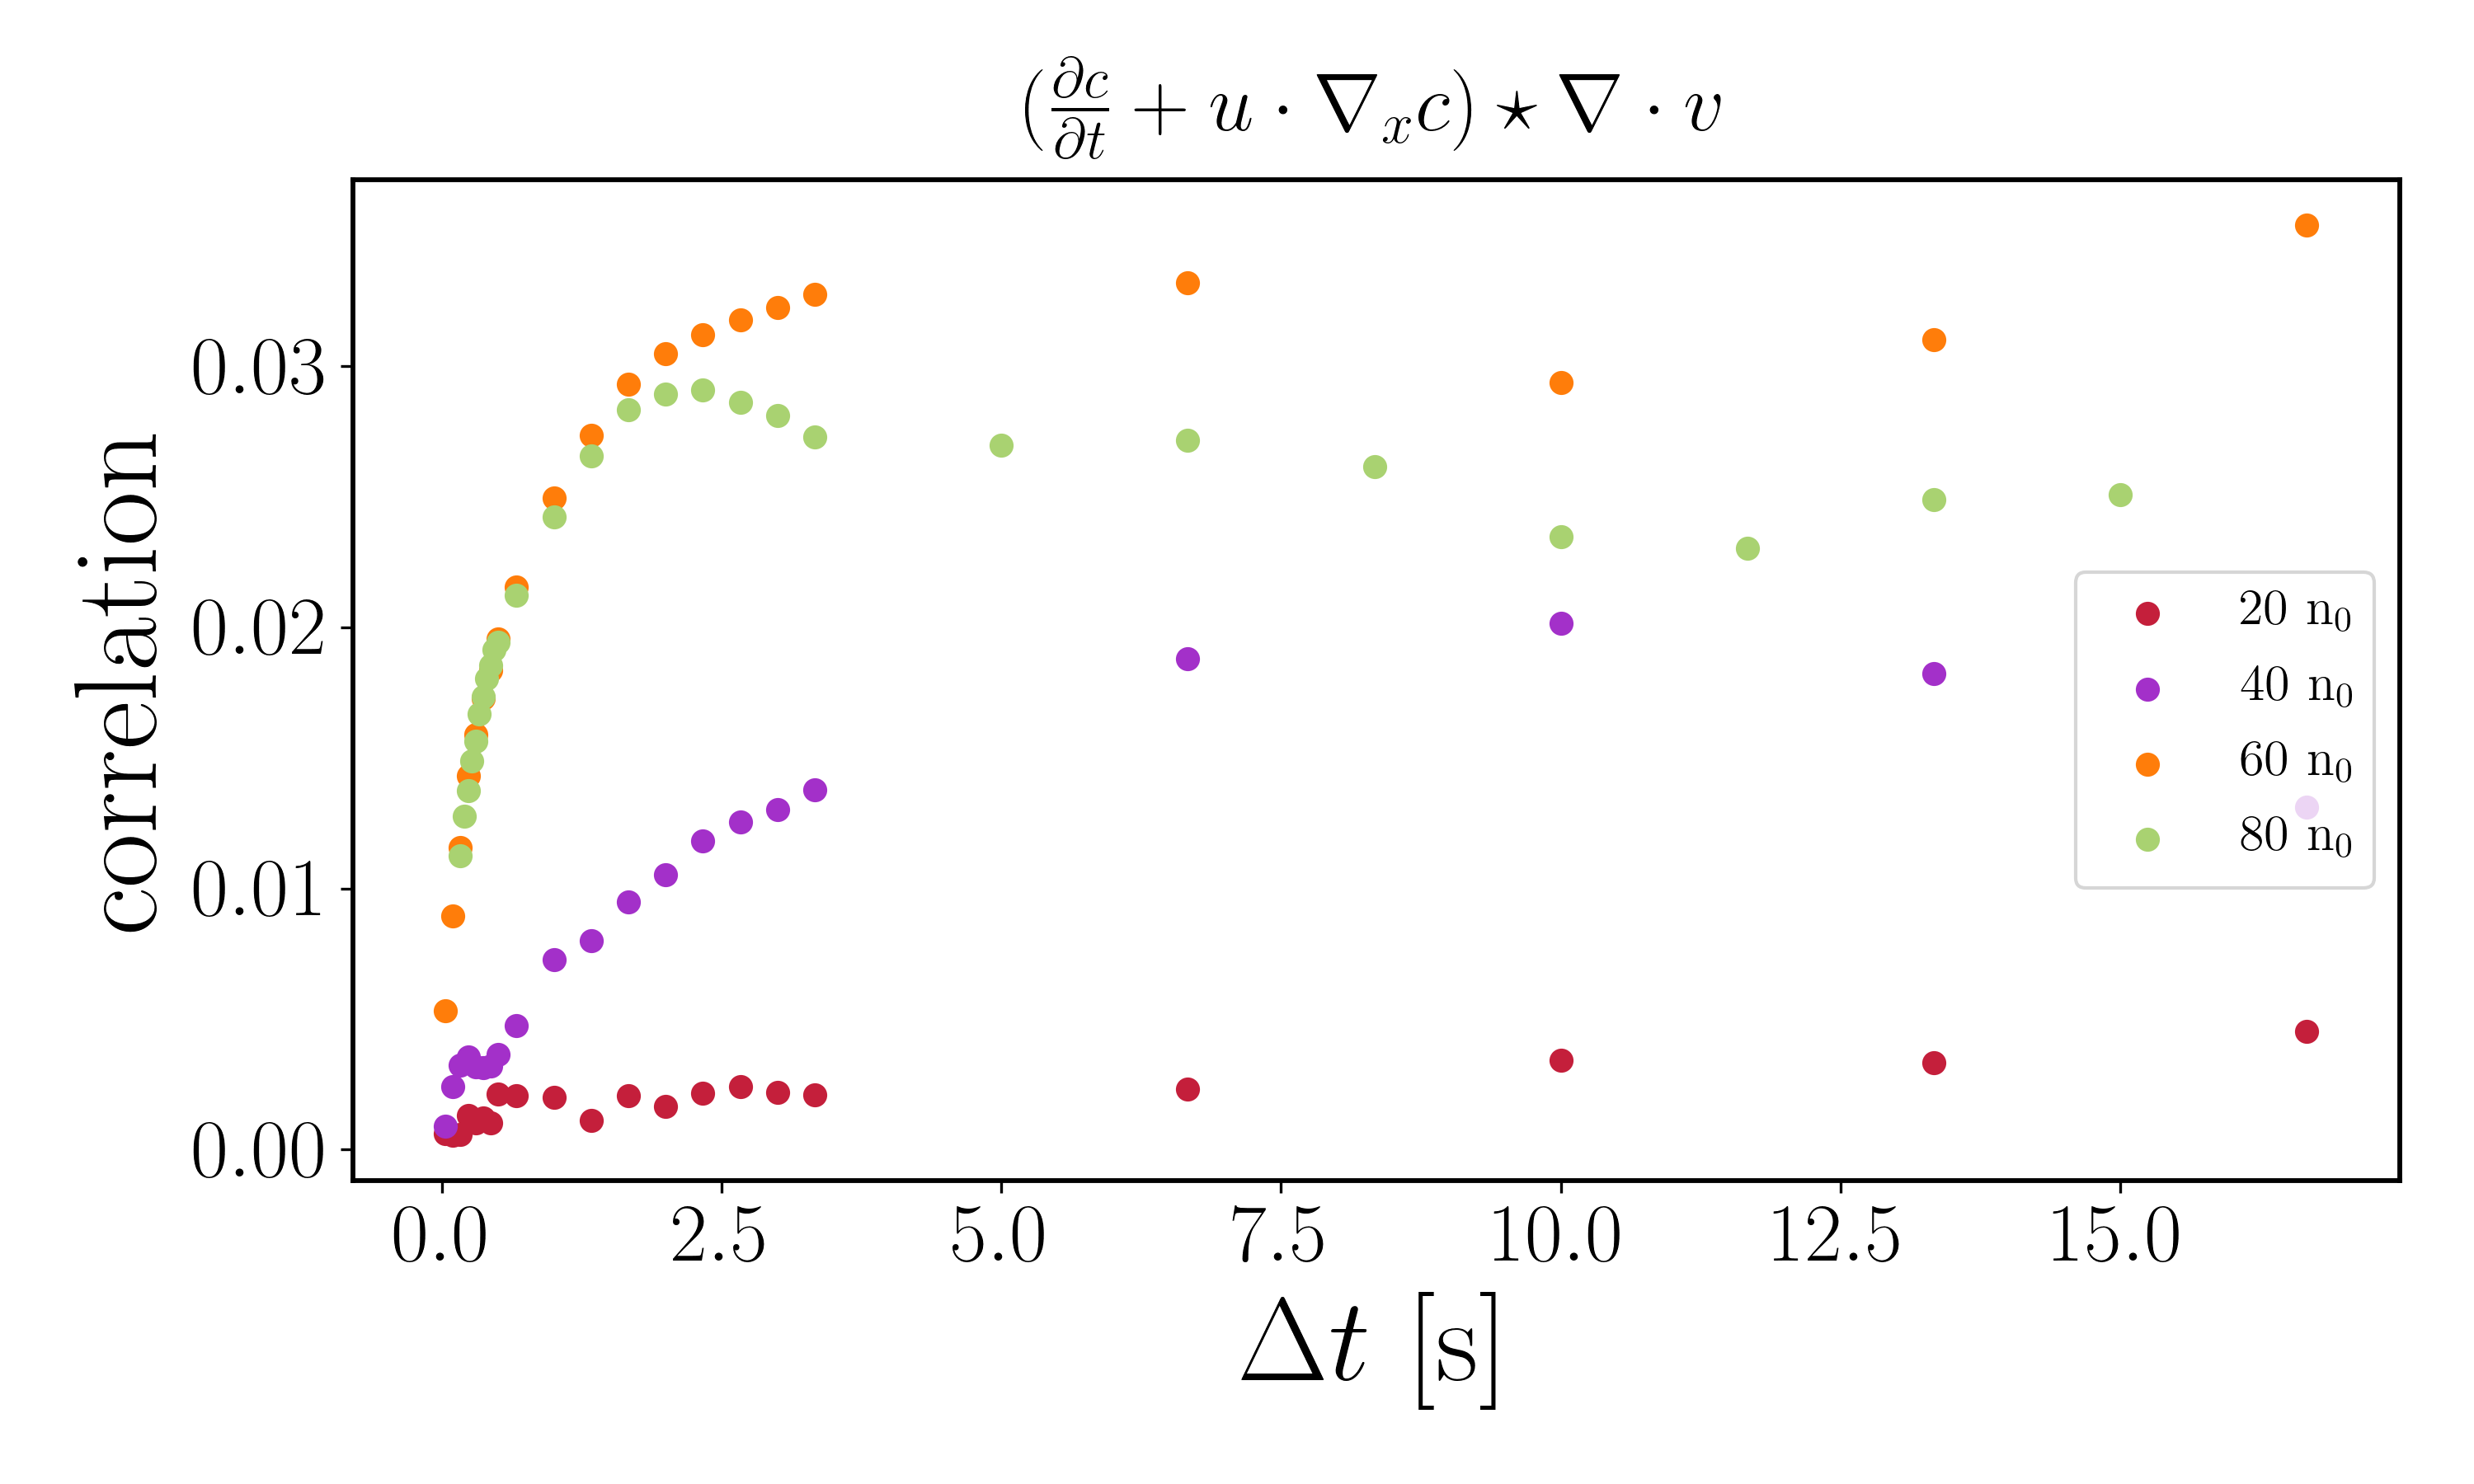 (∂c/∂t + u · ∇ₓc) ⋆ ∇ · v
correlation
0.03
0.02
0.01
0.00
20 n₀
40 n₀
60 n₀
80 n₀
0.0 2.5 5.0 7.5 10.0 12.5 15.0
Δt [s]